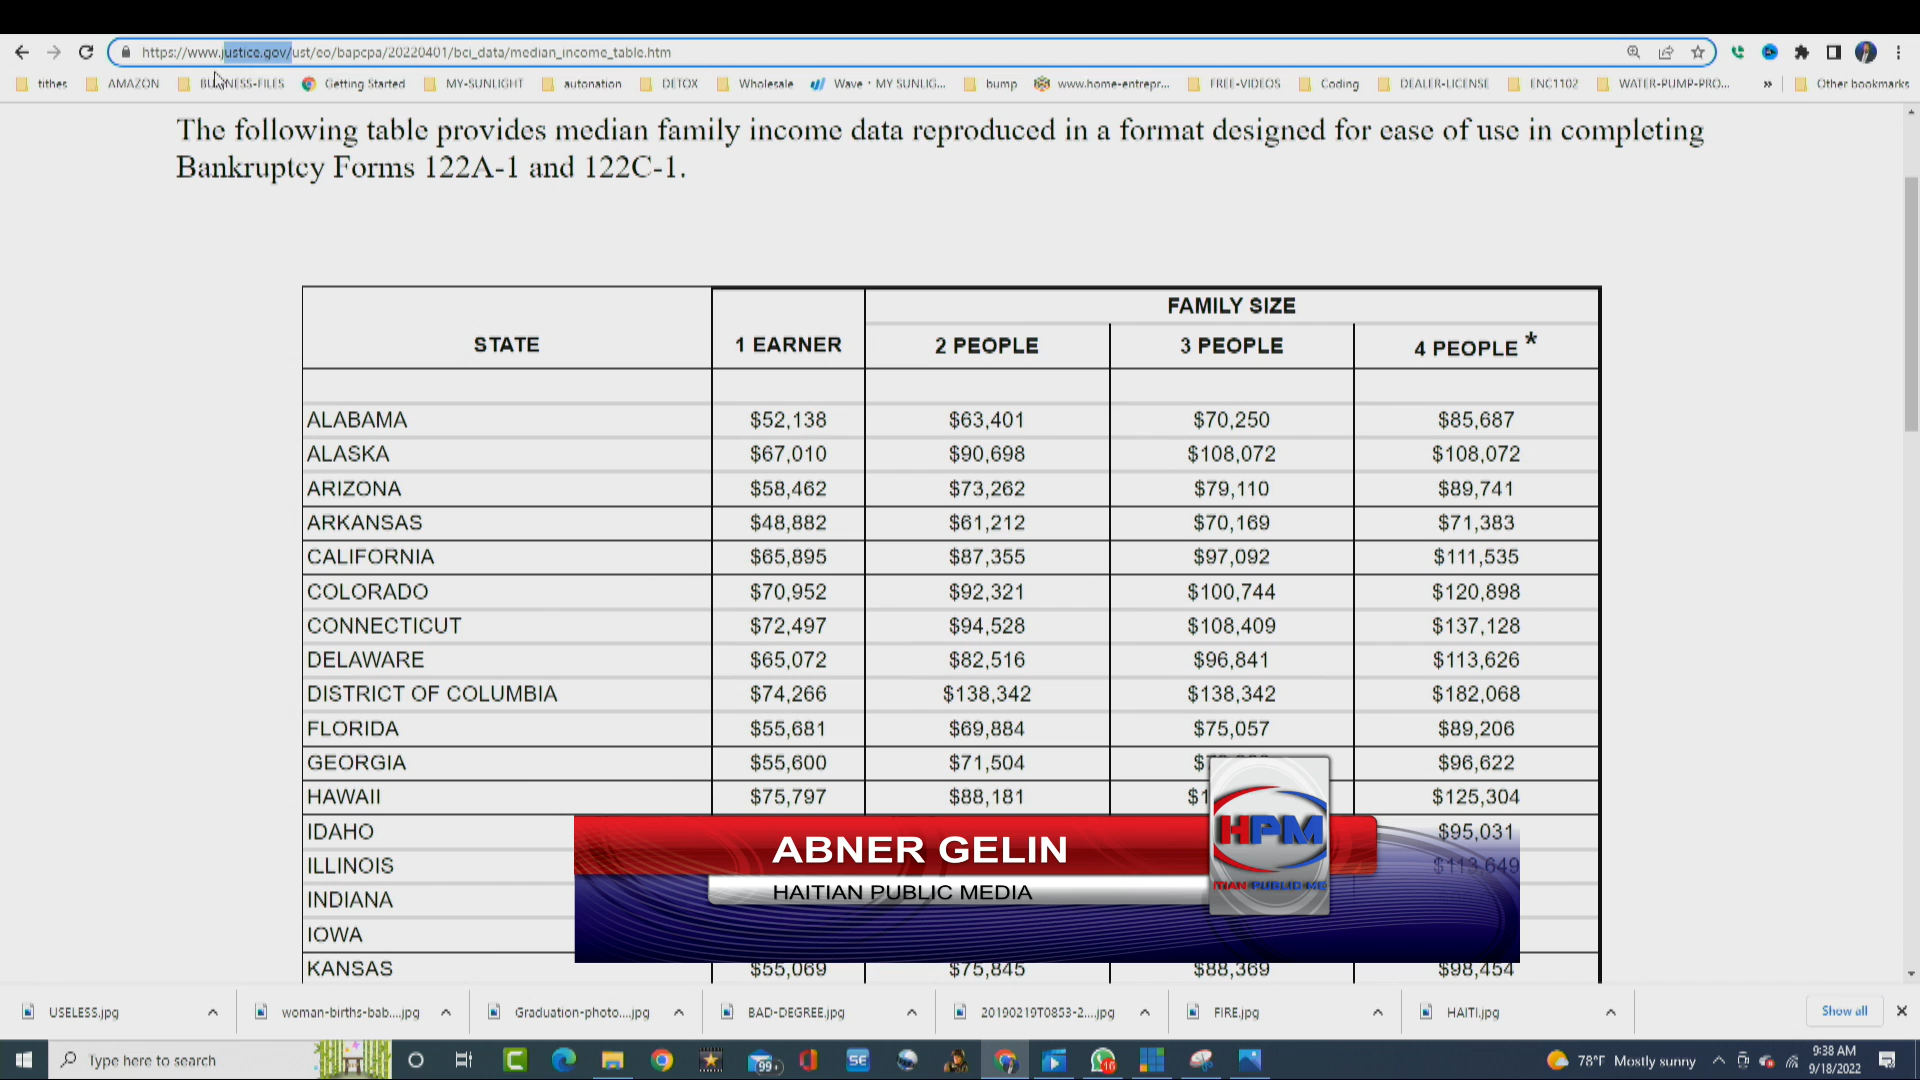 https://www.justice.gov/ust/eo/bapcpa/20220401/bci_data/median_income_table.htm
tithes AMAZON BUSINESS-FILES Getting Started MY-SUNLIGHT autonation DETOX Wholesale Wave · MY SUNLIG... bump www.home-entrepr... FREE-VIDEOS Coding DEALER-LICENSE ENC1102 WATER-PUMP-PRO... » Other bookmarks
The following table provides median family income data reproduced in a format designed for ease of use in completing
Bankruptcy Forms 122A-1 and 122C-1.
FAMILY SIZE
STATE 1 EARNER 2 PEOPLE 3 PEOPLE 4 PEOPLE *
ALABAMA $52,138 $63,401 $70,250 $85,687
ALASKA $67,010 $90,698 $108,072 $108,072
ARIZONA $58,462 $73,262 $79,110 $89,741
ARKANSAS $48,882 $61,212 $70,169 $71,383
CALIFORNIA $65,895 $87,355 $97,092 $111,535
COLORADO $70,952 $92,321 $100,744 $120,898
CONNECTICUT $72,497 $94,528 $108,409 $137,128
DELAWARE $65,072 $82,516 $96,841 $113,626
DISTRICT OF COLUMBIA $74,266 $138,342 $138,342 $182,068
FLORIDA $55,681 $69,884 $75,057 $89,206
GEORGIA $55,600 $71,504 $96,622
HAWAII $75,797 $88,181 $125,304
IDAHO $95,031
ILLINOIS $113,649
INDIANA
IOWA
KANSAS $55,069 $75,845 $88,369 $98,454
ABNER GELIN
HAITIAN PUBLIC MEDIA
HPM
ITIAN PUBLIC ME
USELESS.jpg woman-births-bab....jpg Graduation-photo....jpg BAD-DEGREE.jpg 20190219T0853-2....jpg FIRE.jpg HAITI.jpg Show all
Type here to search 99+ SE 16 78°F Mostly sunny 9:38 AM
9/18/2022